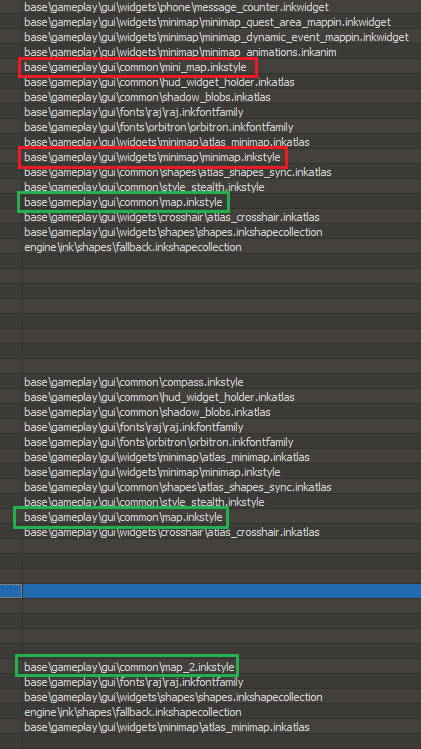 base\gameplay\gui\widgets\phone\message_counter.inkwidget
base\gameplay\gui\widgets\minimap\minimap_quest_area_mappin.inkwidget
base\gameplay\gui\widgets\minimap\minimap_dynamic_event_mappin.inkwidget
base\gameplay\gui\widgets\minimap\minimap_animations.inkanim
base\gameplay\gui\common\mini_map.inkstyle
base\gameplay\gui\common\hud_widget_holder.inkatlas
base\gameplay\gui\common\shadow_blobs.inkatlas
base\gameplay\gui\fonts\raj\raj.inkfontfamily
base\gameplay\gui\fonts\orbitron\orbitron.inkfontfamily
base\gameplay\gui\widgets\minimap\atlas_minimap.inkatlas
base\gameplay\gui\widgets\minimap\minimap.inkstyle
base\gameplay\gui\common\shapes\atlas_shapes_sync.inkatlas
base\gameplay\gui\common\style_stealth.inkstyle
base\gameplay\gui\common\map.inkstyle
base\gameplay\gui\widgets\crosshair\atlas_crosshair.inkatlas
base\gameplay\gui\widgets\shapes\shapes.inkshapecollection
engine\ink\shapes\fallback.inkshapecollection
base\gameplay\gui\common\compass.inkstyle
base\gameplay\gui\common\hud_widget_holder.inkatlas
base\gameplay\gui\common\shadow_blobs.inkatlas
base\gameplay\gui\fonts\raj\raj.inkfontfamily
base\gameplay\gui\fonts\orbitron\orbitron.inkfontfamily
base\gameplay\gui\widgets\minimap\atlas_minimap.inkatlas
base\gameplay\gui\widgets\minimap\minimap.inkstyle
base\gameplay\gui\common\shapes\atlas_shapes_sync.inkatlas
base\gameplay\gui\common\style_stealth.inkstyle
base\gameplay\gui\common\map.inkstyle
base\gameplay\gui\widgets\crosshair\atlas_crosshair.inkatlas
base\gameplay\gui\common\map_2.inkstyle
base\gameplay\gui\fonts\raj\raj.inkfontfamily
base\gameplay\gui\widgets\shapes\shapes.inkshapecollection
engine\ink\shapes\fallback.inkshapecollection
base\gameplay\gui\widgets\minimap\atlas_minimap.inkatlas